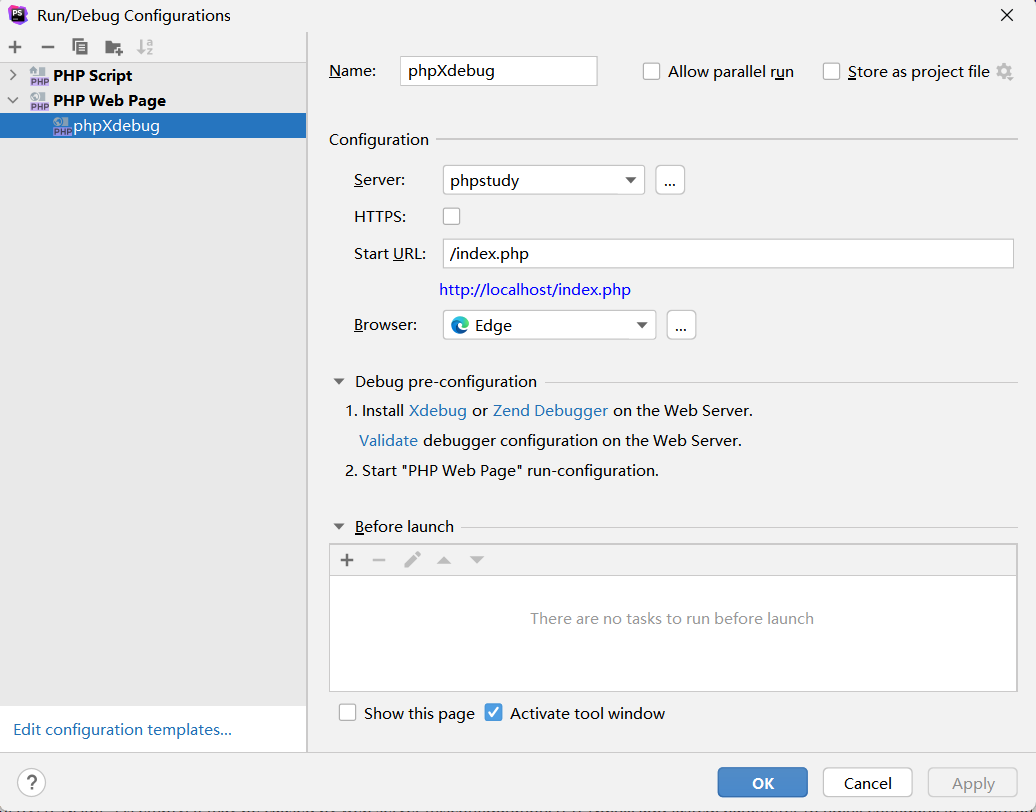 Run/Debug Configurations
PHP Script
PHP Web Page
phpXdebug
Edit configuration templates...
Name: phpXdebug Allow parallel run Store as project file
Configuration
Server: phpstudy ...
HTTPS:
Start URL: /index.php
http://localhost/index.php
Browser: Edge ...
Debug pre-configuration
1. Install Xdebug or Zend Debugger on the Web Server.
Validate debugger configuration on the Web Server.
2. Start "PHP Web Page" run-configuration.
Before launch
There are no tasks to run before launch
Show this page Activate tool window
? OK Cancel Apply